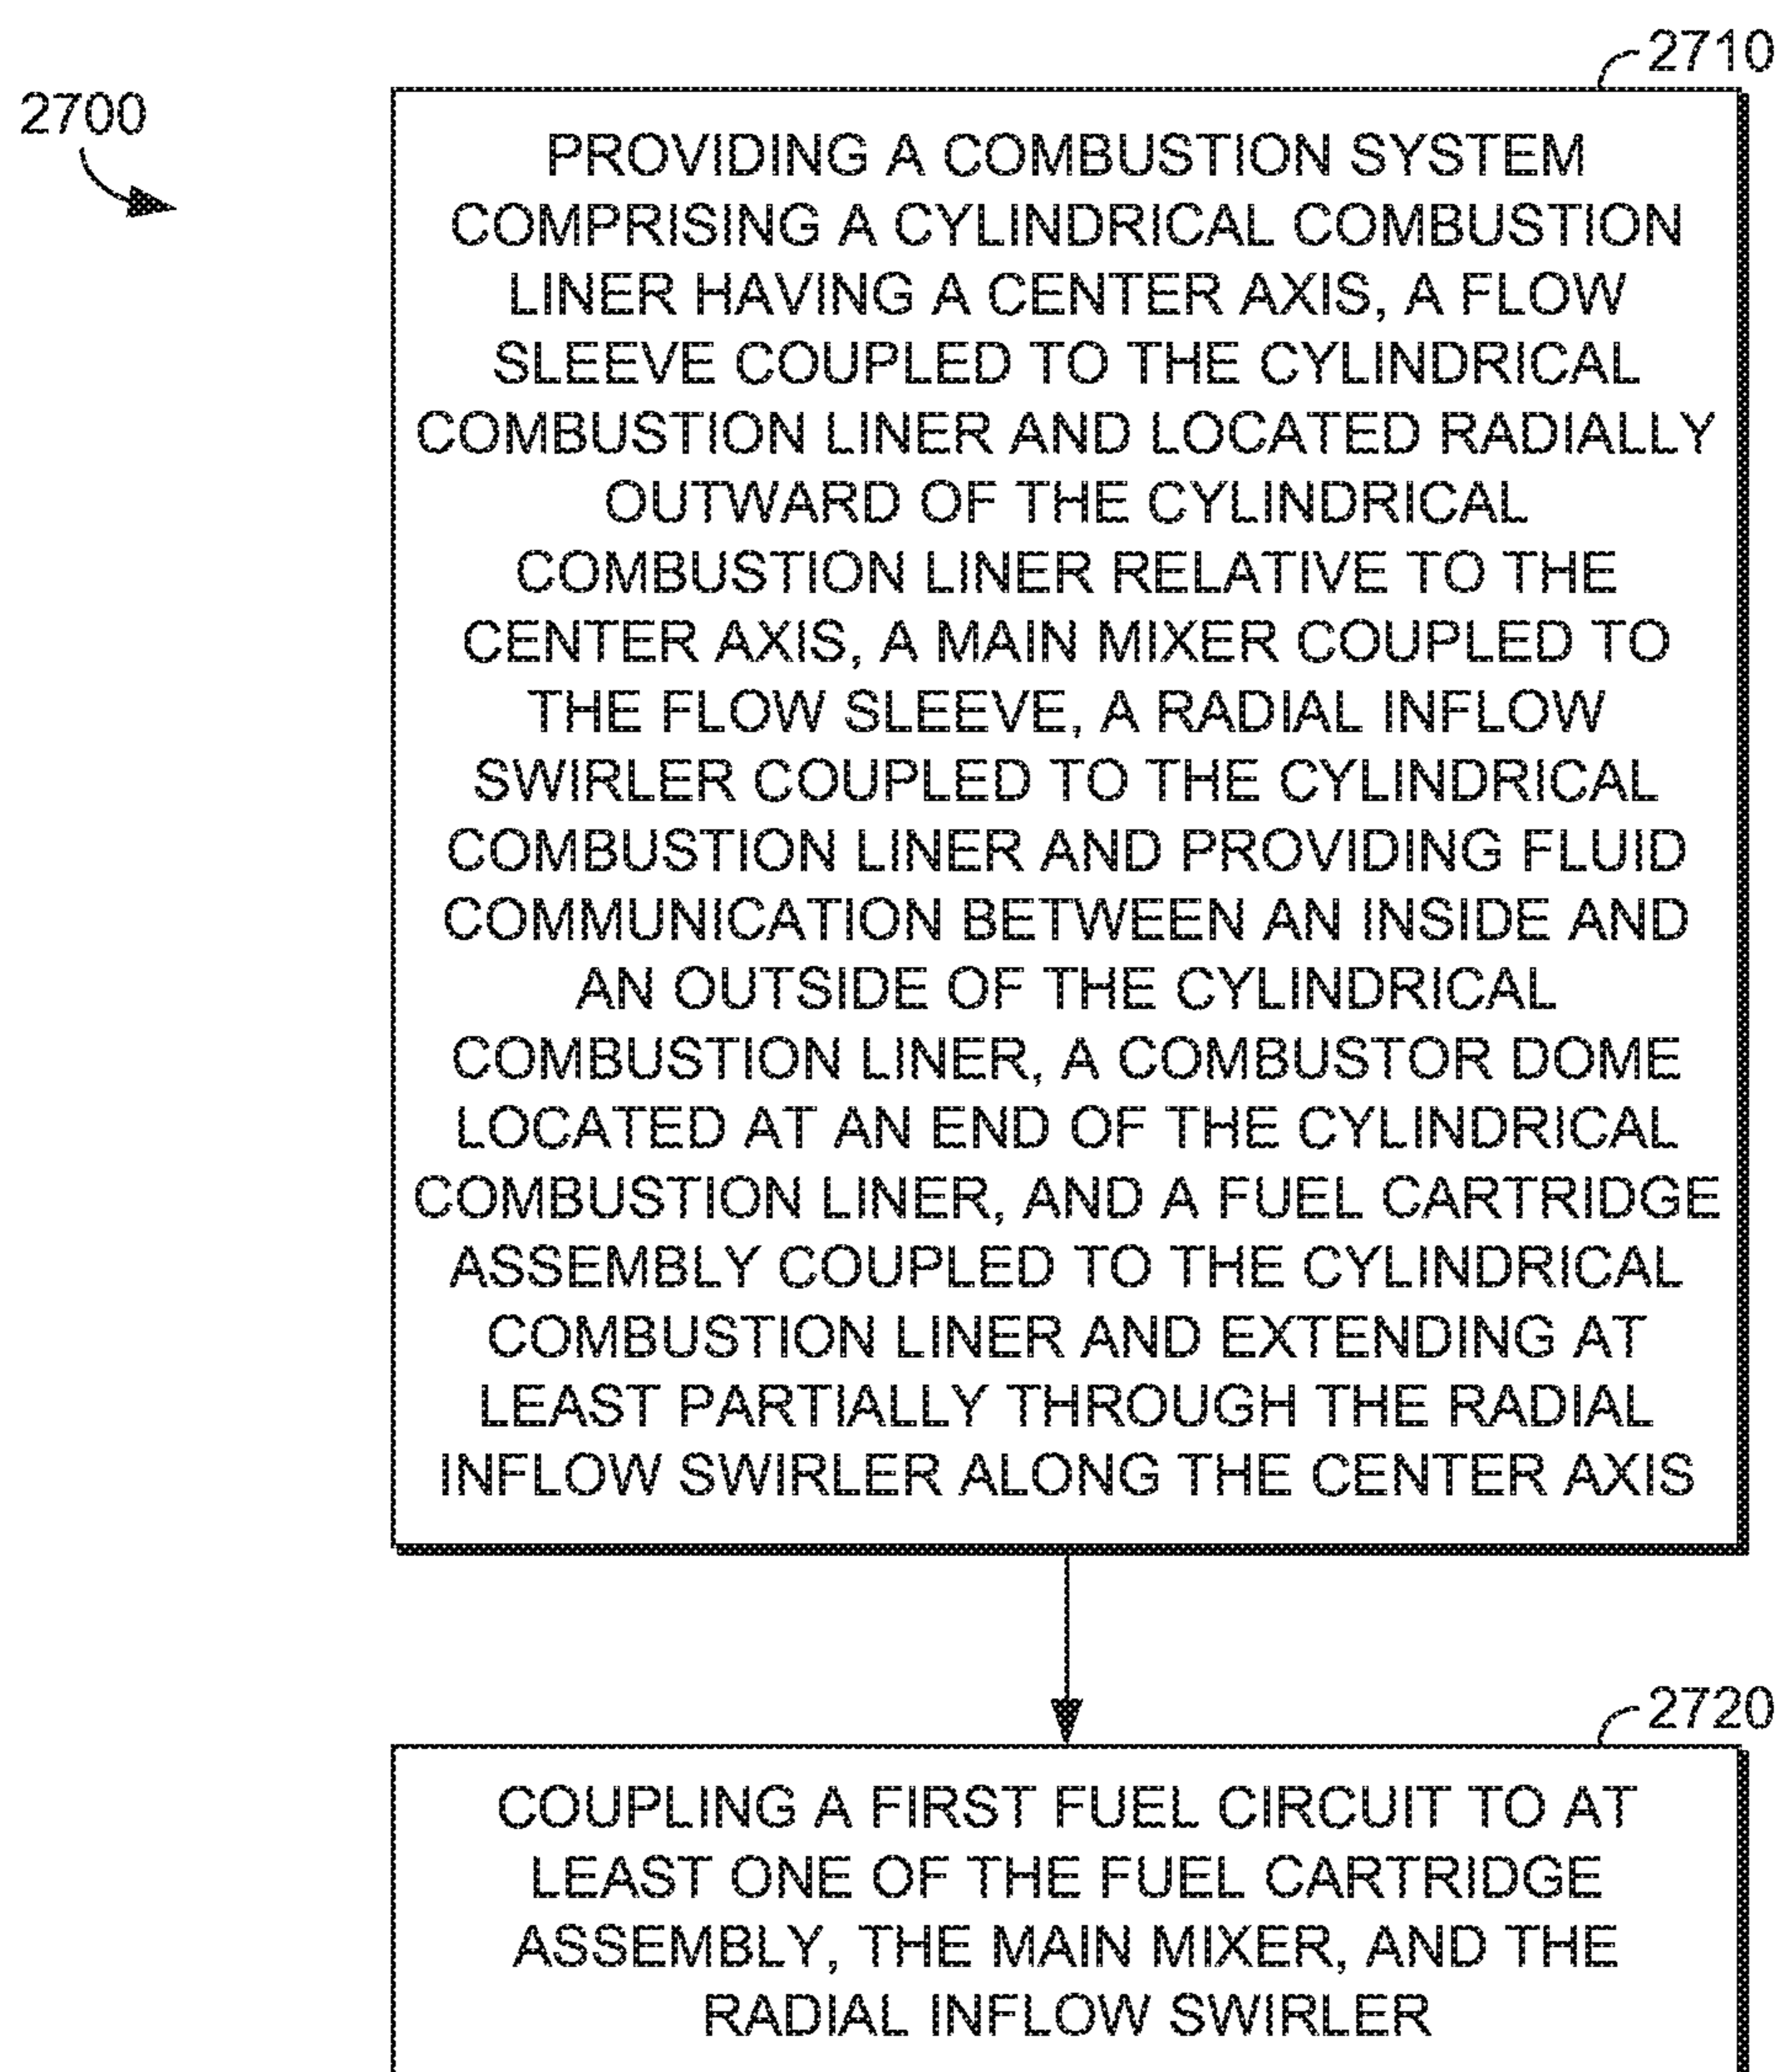 2710
2700
PROVIDING A COMBUSTION SYSTEM
COMPRISING A CYLINDRICAL COMBUSTION
LINER HAVING A CENTER AXIS, A FLOW
SLEEVE COUPLED TO THE CYLINDRICAL
COMBUSTION LINER AND LOCATED RADIALLY
OUTWARD OF THE CYLINDRICAL
COMBUSTION LINER RELATIVE TO THE
CENTER AXIS, A MAIN MIXER COUPLED TO
THE FLOW SLEEVE, A RADIAL INFLOW
SWIRLER COUPLED TO THE CYLINDRICAL
COMBUSTION LINER AND PROVIDING FLUID
COMMUNICATION BETWEEN AN INSIDE AND
AN OUTSIDE OF THE CYLINDRICAL
COMBUSTION LINER, A COMBUSTOR DOME
LOCATED AT AN END OF THE CYLINDRICAL
COMBUSTION LINER, AND A FUEL CARTRIDGE
ASSEMBLY COUPLED TO THE CYLINDRICAL
COMBUSTION LINER AND EXTENDING AT
LEAST PARTIALLY THROUGH THE RADIAL
INFLOW SWIRLER ALONG THE CENTER AXIS
2720
COUPLING A FIRST FUEL CIRCUIT TO AT
LEAST ONE OF THE FUEL CARTRIDGE
ASSEMBLY, THE MAIN MIXER, AND THE
RADIAL INFLOW SWIRLER